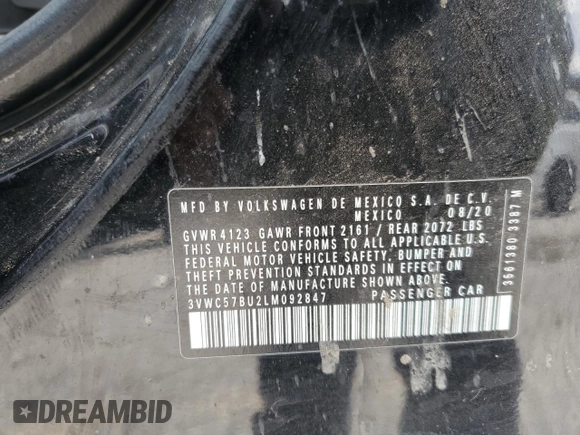 MFD BY VOLKSWAGEN DE MEXICO S.A. DE C.V.
MEXICO 08/20
GVWR 4123 GAWR FRONT 2161 / REAR 2072 LBS
THIS VEHICLE CONFORMS TO ALL APPLICABLE U.S.
FEDERAL MOTOR VEHICLE SAFETY, BUMPER AND
THEFT PREVENTION STANDARDS IN EFFECT ON
THE DATE OF MANUFACTURE SHOWN ABOVE.
3VWC57BU2LM092847 PASSENGER CAR
3561380 3387 M
DREAMBID